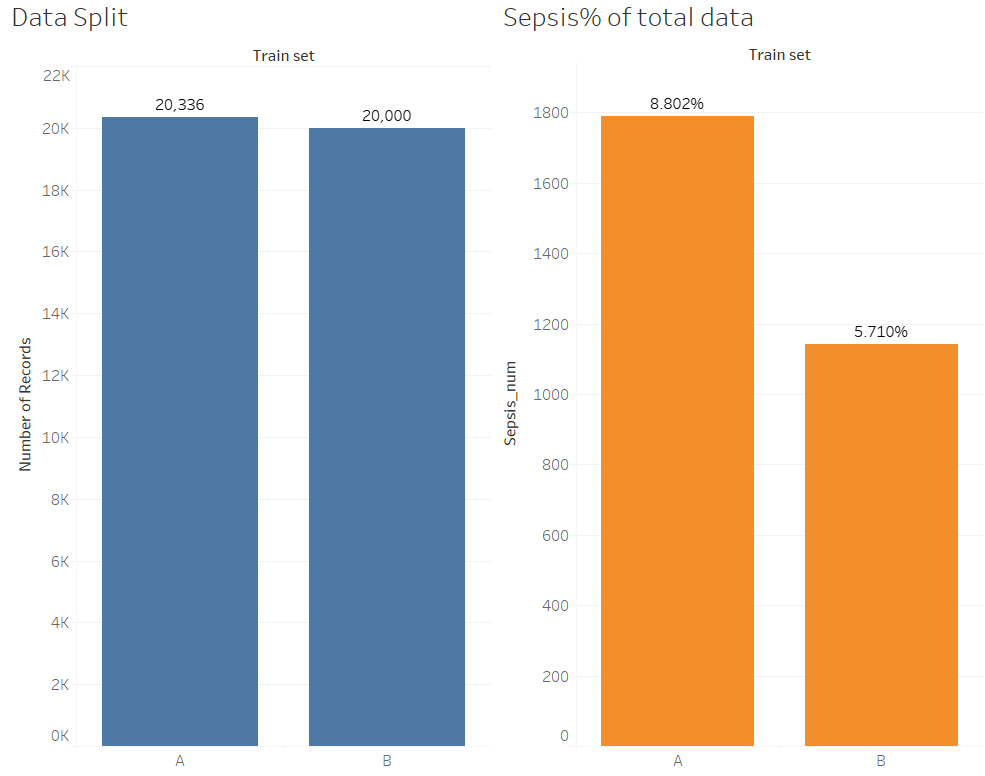 Data Split
Train set
22K
20K
18K
16K
14K
12K
10K
8K
6K
4K
2K
0K
Number of Records
20,336
20,000
A
B
Sepsis% of total data
Train set
1800
1600
1400
1200
1000
800
600
400
200
0
Sepsis_num
8.802%
5.710%
A
B